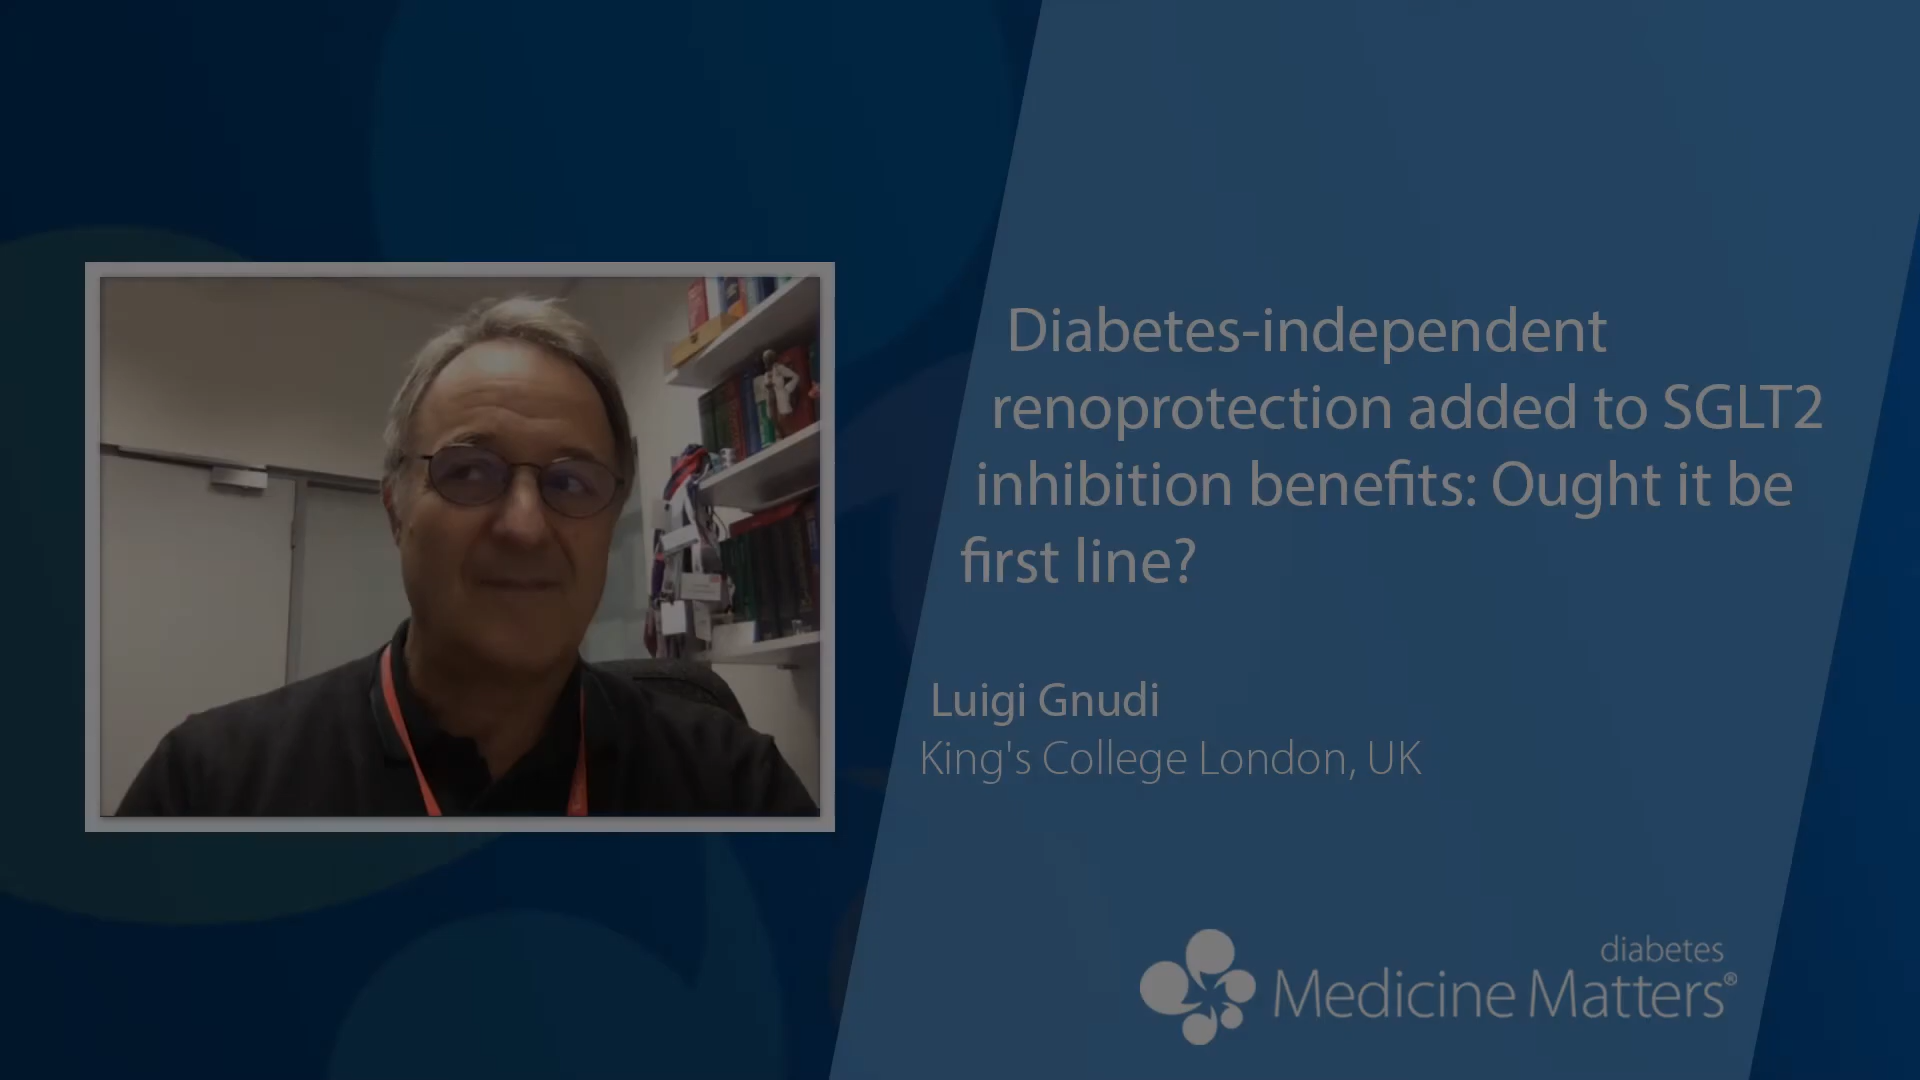 Diabetes-independent
renoprotection added to SGLT2
inhibition benefits: Ought it be
first line?
Luigi Gnudi
King's College London, UK
diabetes
Medicine Matters®